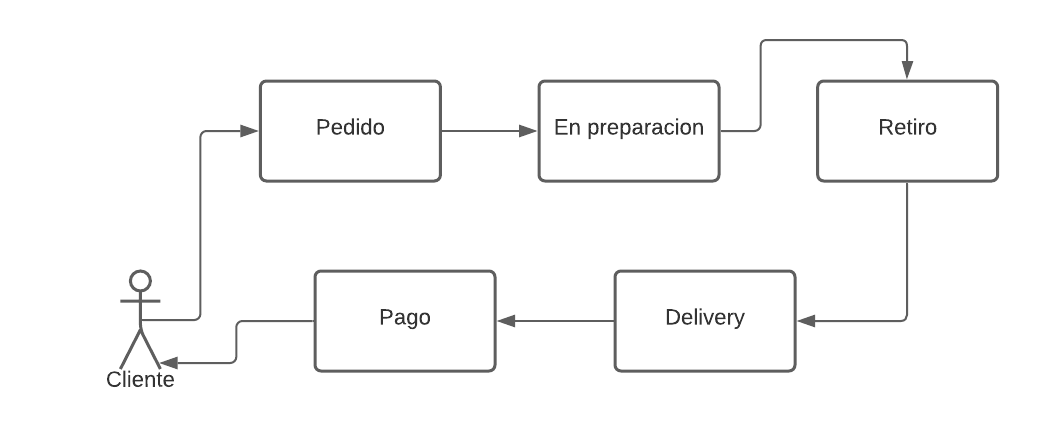 Pedido
En preparacion
Retiro
Pago
Delivery
Cliente